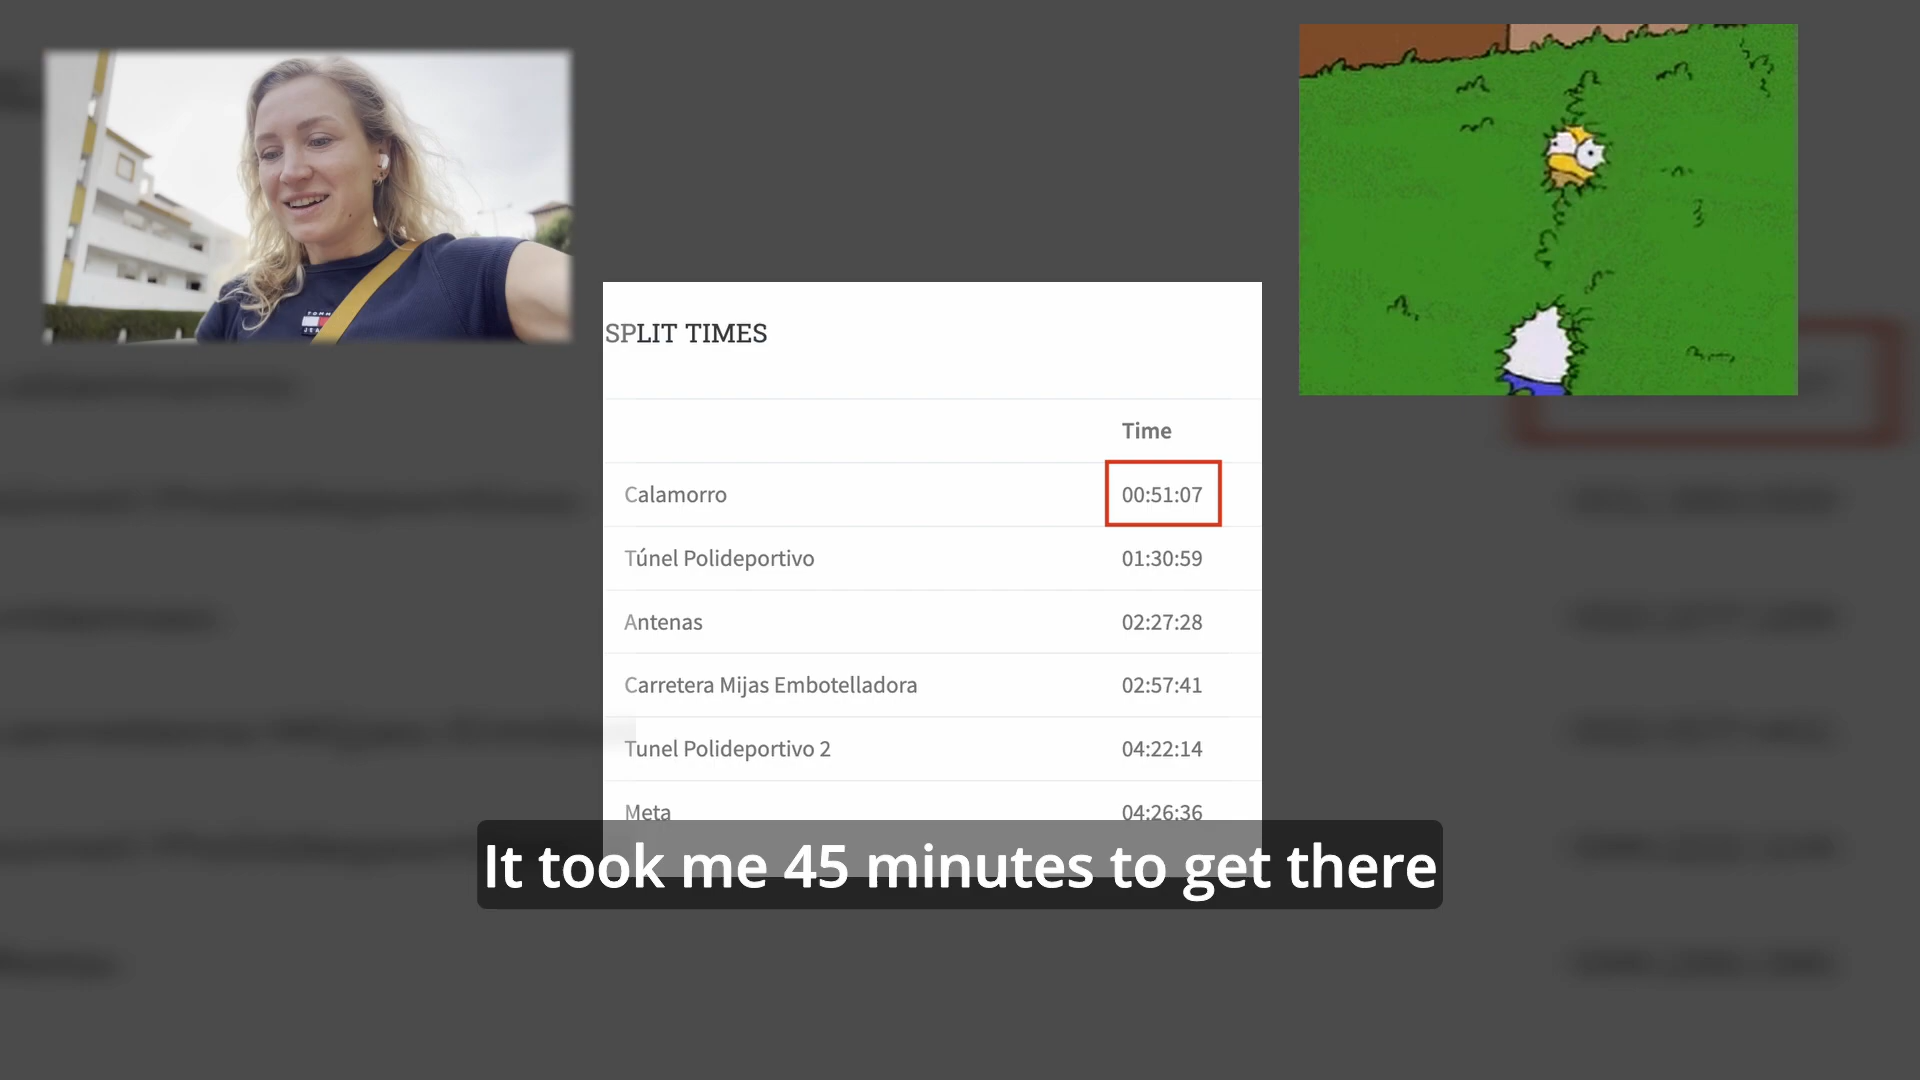 TOMM
JEA
SPLIT TIMES
Time
Calamorro 00:51:07
Túnel Polideportivo 01:30:59
Antenas 02:27:28
Carretera Mijas Embotelladora 02:57:41
Tunel Polideportivo 2 04:22:14
Meta 04:26:36
It took me 45 minutes to get there